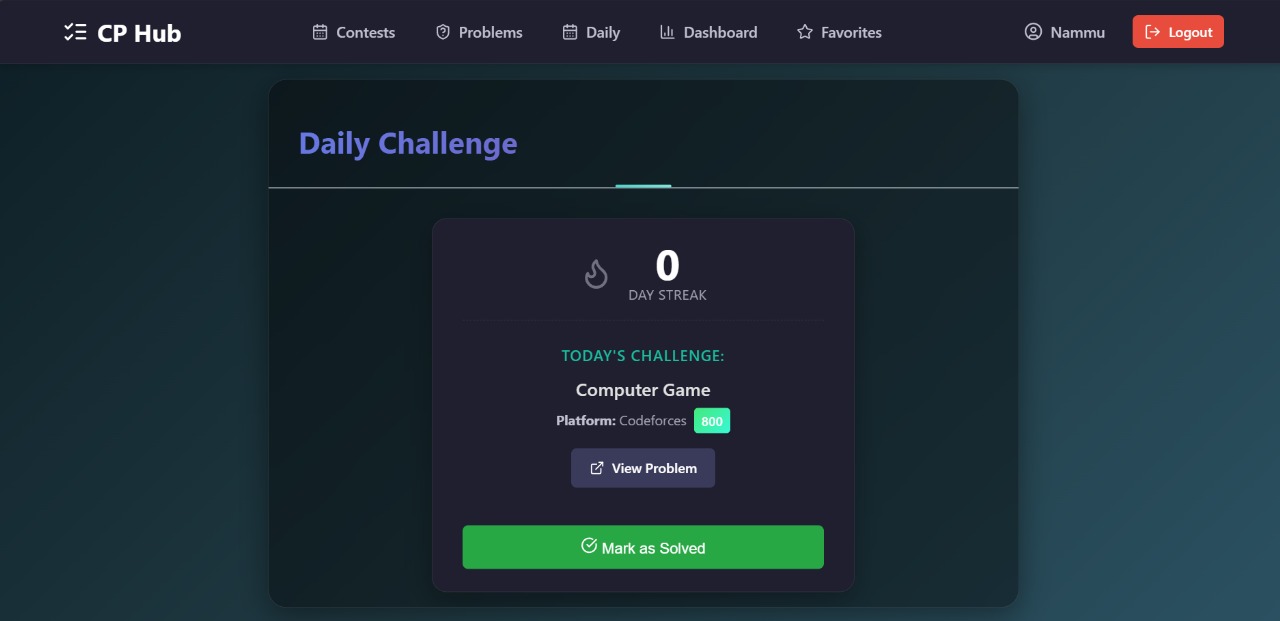 CP Hub
Contests
Problems
Daily
Dashboard
Favorites
Nammu
Logout
Daily Challenge
0
DAY STREAK
TODAY'S CHALLENGE:
Computer Game
Platform: Codeforces 800
View Problem
Mark as Solved